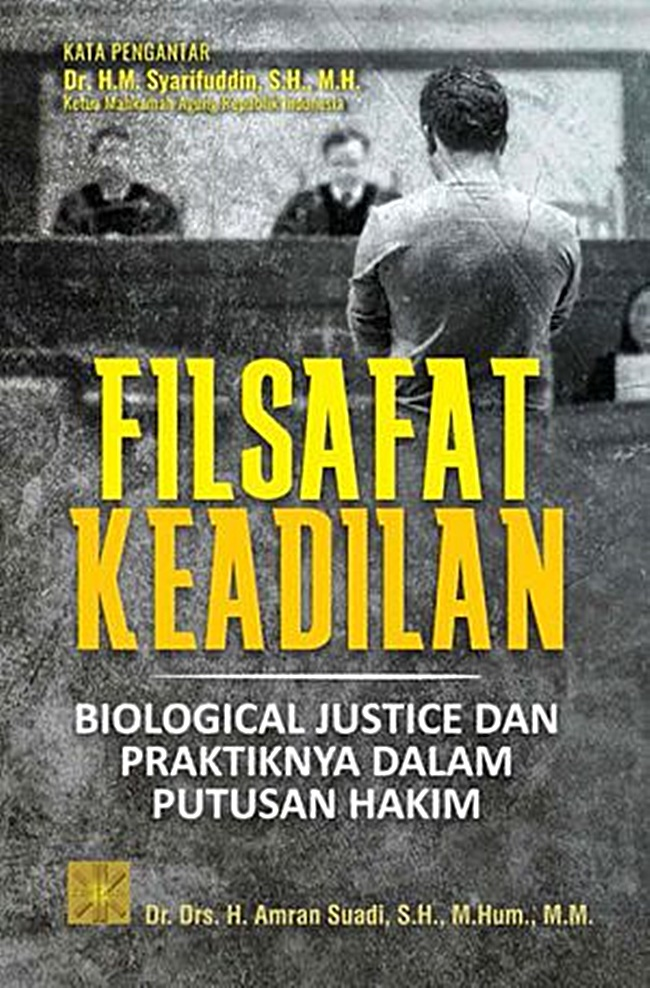 KATA PENGANTAR
Dr. H.M. Syarifuddin, S.H., M.H.
Ketua Mahkamah Agung Republik Indonesia
FILSAFAT
KEADILAN
BIOLOGICAL JUSTICE DAN
PRAKTIKNYA DALAM
PUTUSAN HAKIM
Dr. Drs. H. Amran Suadi, S.H., M.Hum., M.M.